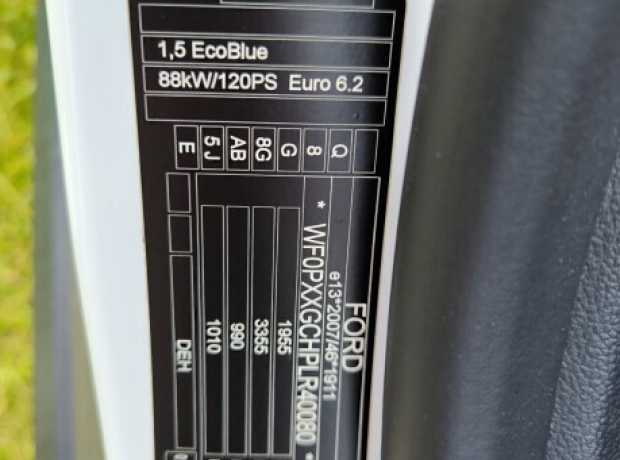 1,5 EcoBlue
88kW/120PS Euro 6.2
E 5J AB 8G G 8 Q
FORD
e13*2007/46*1911
* WF0PXXGCHPLR40080 *
1955
3355
990
1010
DEH